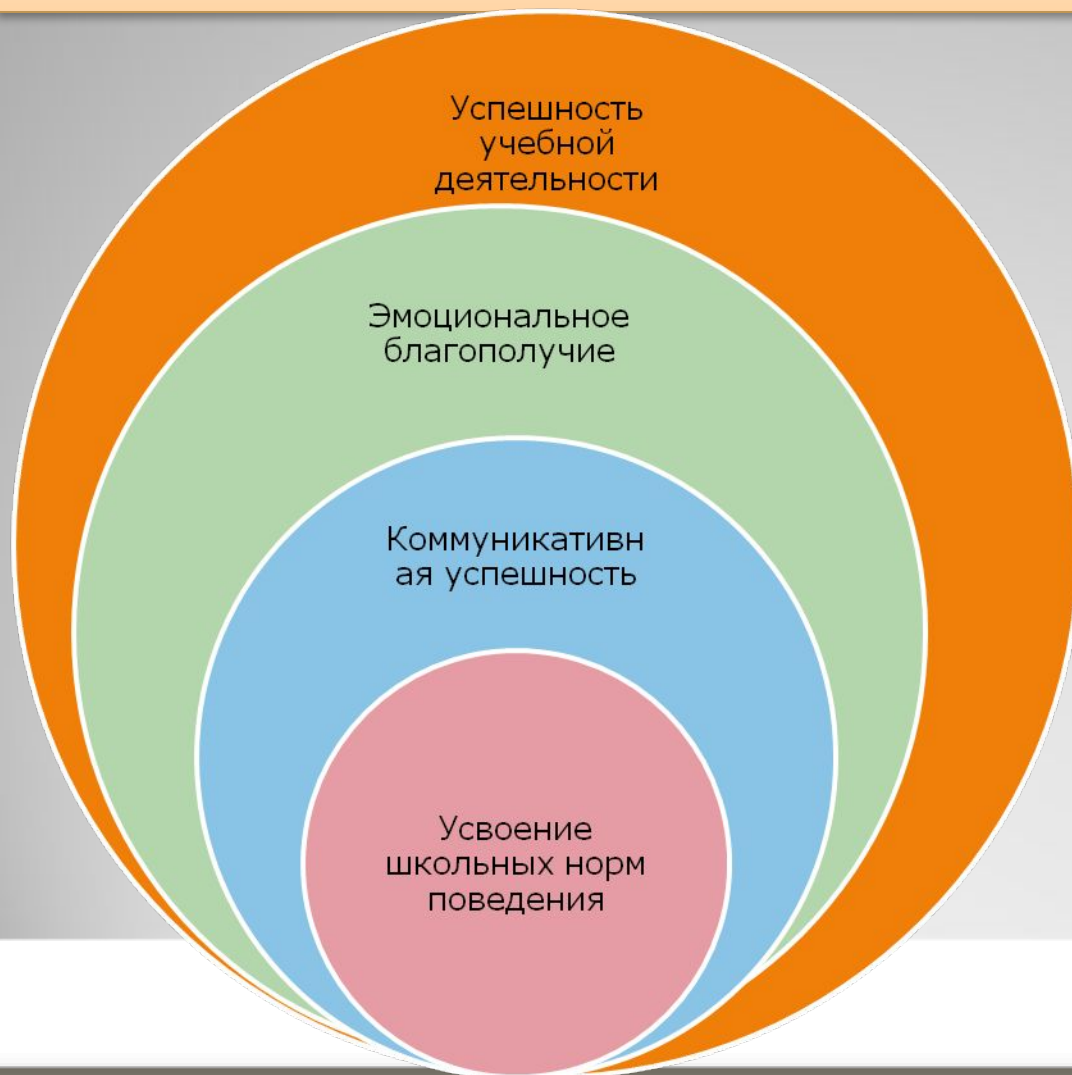 Успешность
учебной
деятельности
Эмоциональное
благополучие
Коммуникативн
ая успешность
Усвоение
школьных норм
поведения